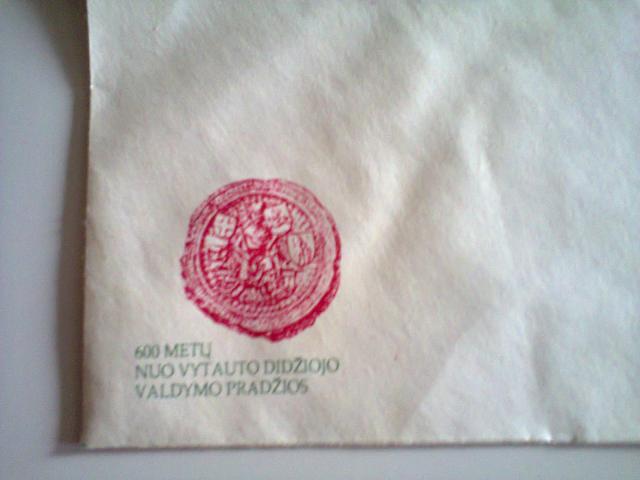 600 METŲ
NUO VYTAUTO DIDŽIOJO
VALDYMO PRADŽIOS